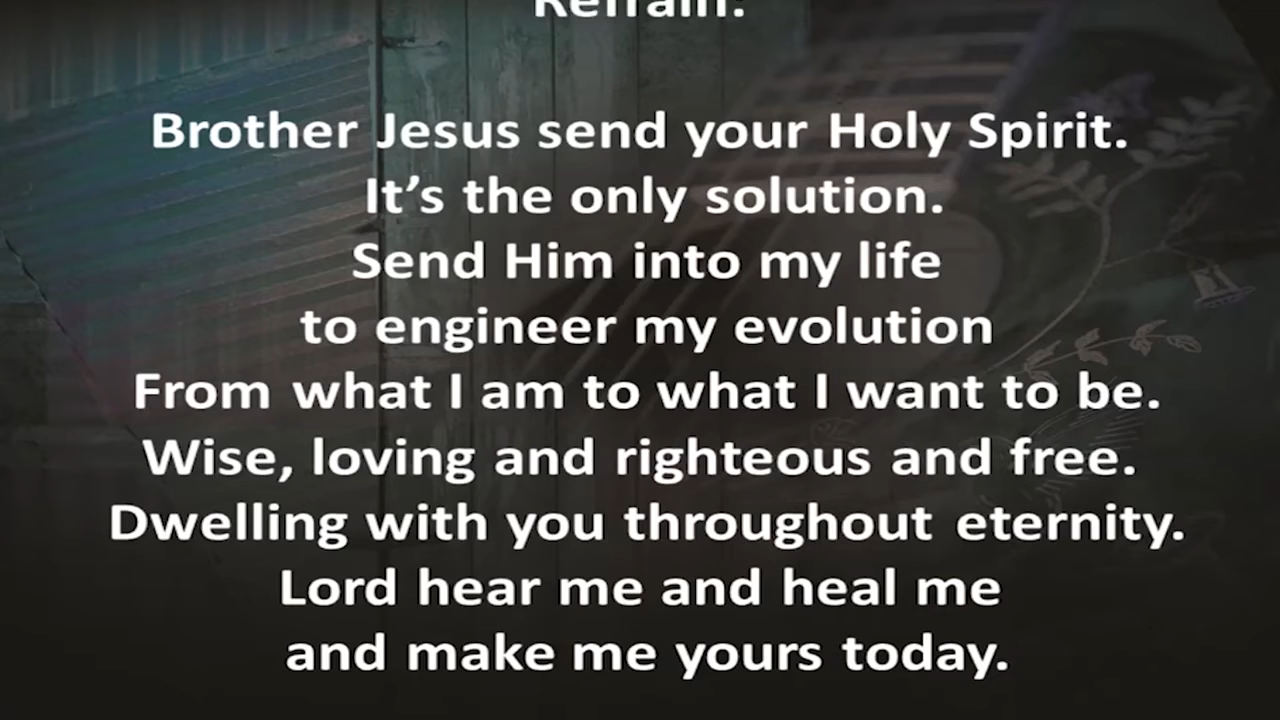 Refrain:
Brother Jesus send your Holy Spirit.
It’s the only solution.
Send Him into my life
to engineer my evolution
From what I am to what I want to be.
Wise, loving and righteous and free.
Dwelling with you throughout eternity.
Lord hear me and heal me
and make me yours today.